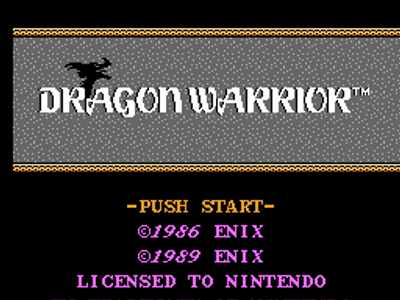 DRAGON WARRIOR™
-PUSH START-
©1986 ENIX
©1989 ENIX
LICENSED TO NINTENDO